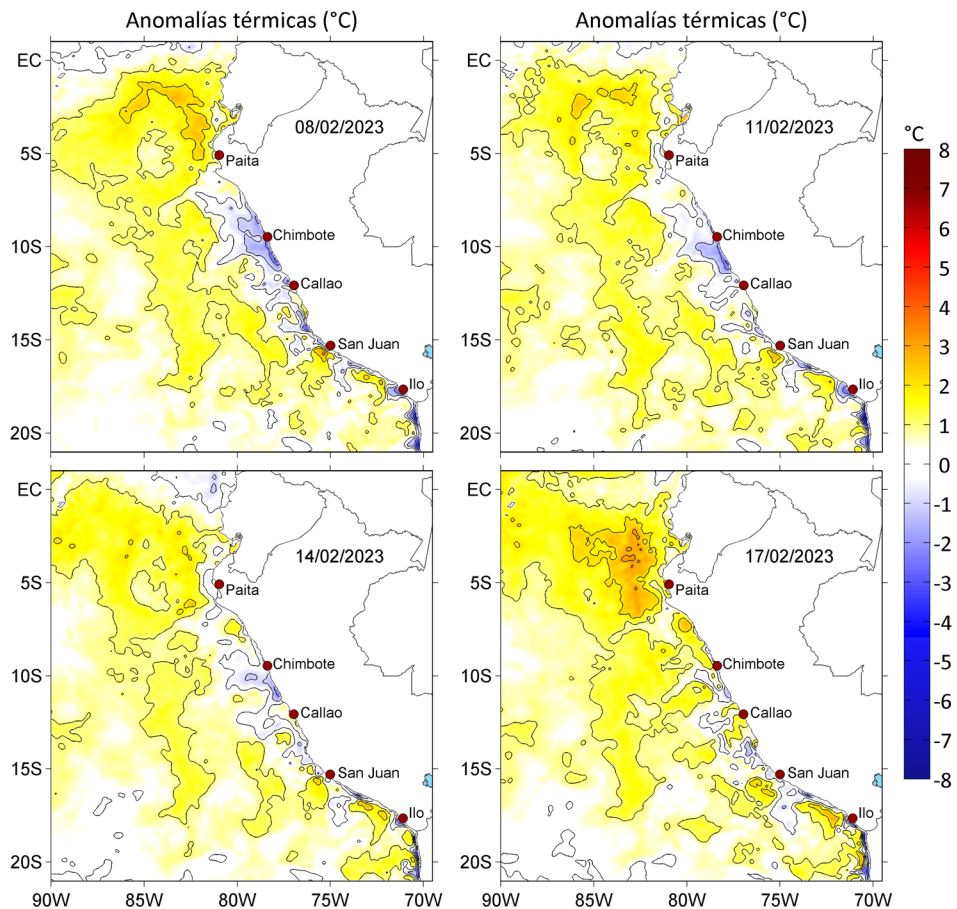 Anomalías térmicas (°C)
Anomalías térmicas (°C)
EC
5S
10S
15S
20S
08/02/2023
Paita
Chimbote
Callao
San Juan
Ilo
EC
5S
10S
15S
20S
11/02/2023
Paita
Chimbote
Callao
San Juan
Ilo
EC
5S
10S
15S
20S
14/02/2023
Paita
Chimbote
Callao
San Juan
Ilo
90W 85W 80W 75W 70W
EC
5S
10S
15S
20S
17/02/2023
Paita
Chimbote
Callao
San Juan
Ilo
90W 85W 80W 75W 70W
°C
8
7
6
5
4
3
2
1
0
-1
-2
-3
-4
-5
-6
-7
-8